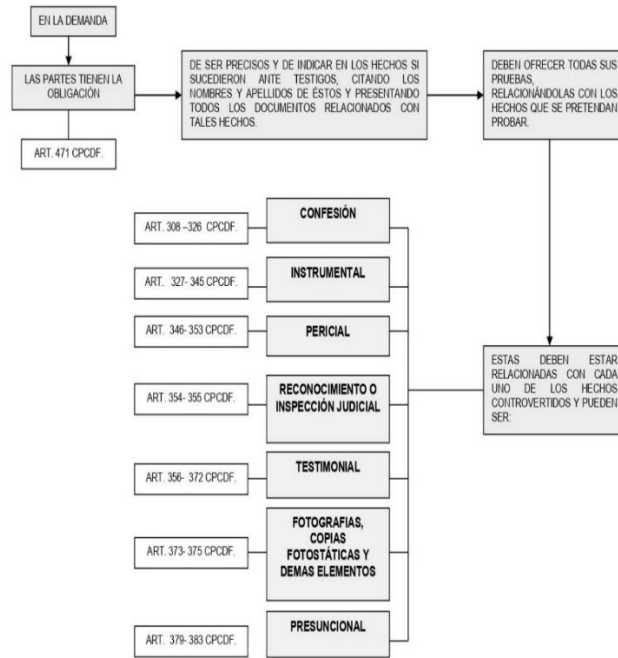 EN LA DEMANDA
LAS PARTES TIENEN LA
OBLIGACIÓN
ART. 471 CPCDF.
DE SER PRECISOS Y DE INDICAR EN LOS HECHOS SI
SUCEDIERON ANTE TESTIGOS, CITANDO LOS
NOMBRES Y APELLIDOS DE ÉSTOS Y PRESENTANDO
TODOS LOS DOCUMENTOS RELACIONADOS CON
TALES HECHOS.
DEBEN OFRECER TODAS SUS
PRUEBAS,
RELACIONÁNDOLAS CON LOS
HECHOS QUE SE PRETENDAN
PROBAR.
ESTAS DEBEN ESTAR
RELACIONADAS CON CADA
UNO DE LOS HECHOS
CONTROVERTIDOS Y PUEDEN
SER:
ART. 308 –326 CPCDF.
CONFESIÓN
ART. 327- 345 CPCDF.
INSTRUMENTAL
ART. 346- 353 CPCDF.
PERICIAL
ART. 354- 355 CPCDF.
RECONOCIMIENTO O
INSPECCIÓN JUDICIAL
ART. 356- 372 CPCDF.
TESTIMONIAL
ART. 373- 375 CPCDF.
FOTOGRAFIAS,
COPIAS
FOTOSTÁTICAS Y
DEMAS ELEMENTOS
ART. 379- 383 CPCDF.
PRESUNCIONAL